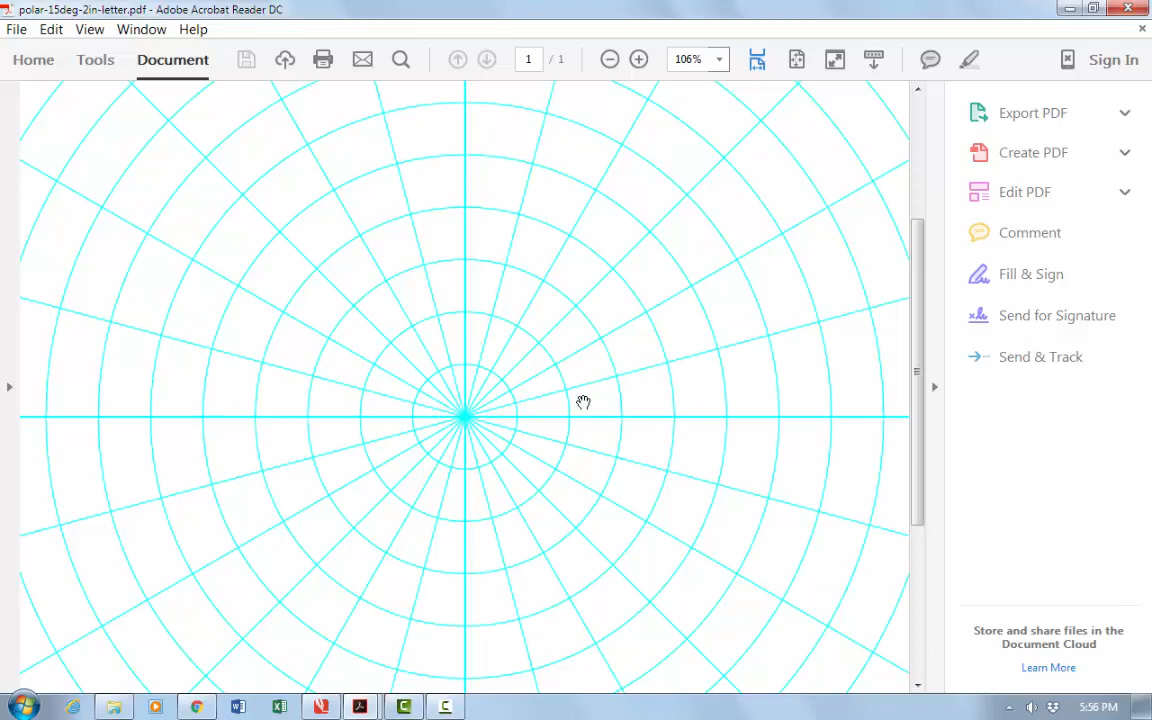 polar-15deg-2in-letter.pdf - Adobe Acrobat Reader DC
File Edit View Window Help
Home Tools Document 1 / 1 106% Sign In
Export PDF
Create PDF
Edit PDF
Comment
Fill & Sign
Send for Signature
Send & Track
Store and share files in the
Document Cloud
Learn More
5:56 PM